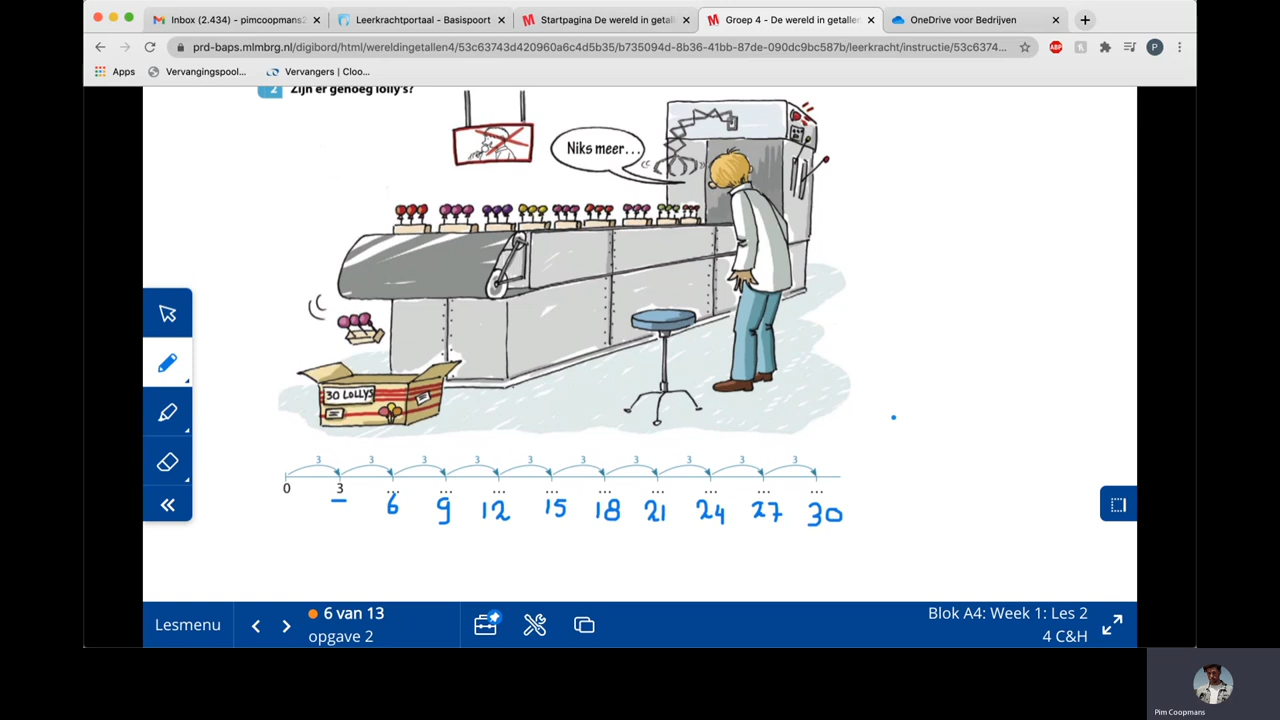 Inbox (2.434) - pimcoopmans2
Leerkrachtportaal - Basispoort
Startpagina De wereld in getal
Groep 4 - De wereld in getalle
OneDrive voor Bedrijven
prd-baps.mlmbrg.nl/digibord/html/wereldingetallen4/53c63743d420960a6c4d5b35/b735094d-8b36-41bb-87de-0900c9bc587b/leerkracht/instructie/53c6374...
ABP
P
Apps
Vervangingspool...
Vervangers | Cloo...
2 Zijn er genoeg lolly's?
Niks meer...
30 LOLLYS
3 3 3 3 3 3 3 3 3 3
0 3 ... ... ... ... ... ... ... ... ...
6 9 12 15 18 21 24 27 30
Lesmenu
6 van 13
opgave 2
Blok A4: Week 1: Les 2
4 C&H
Pim Coopmans